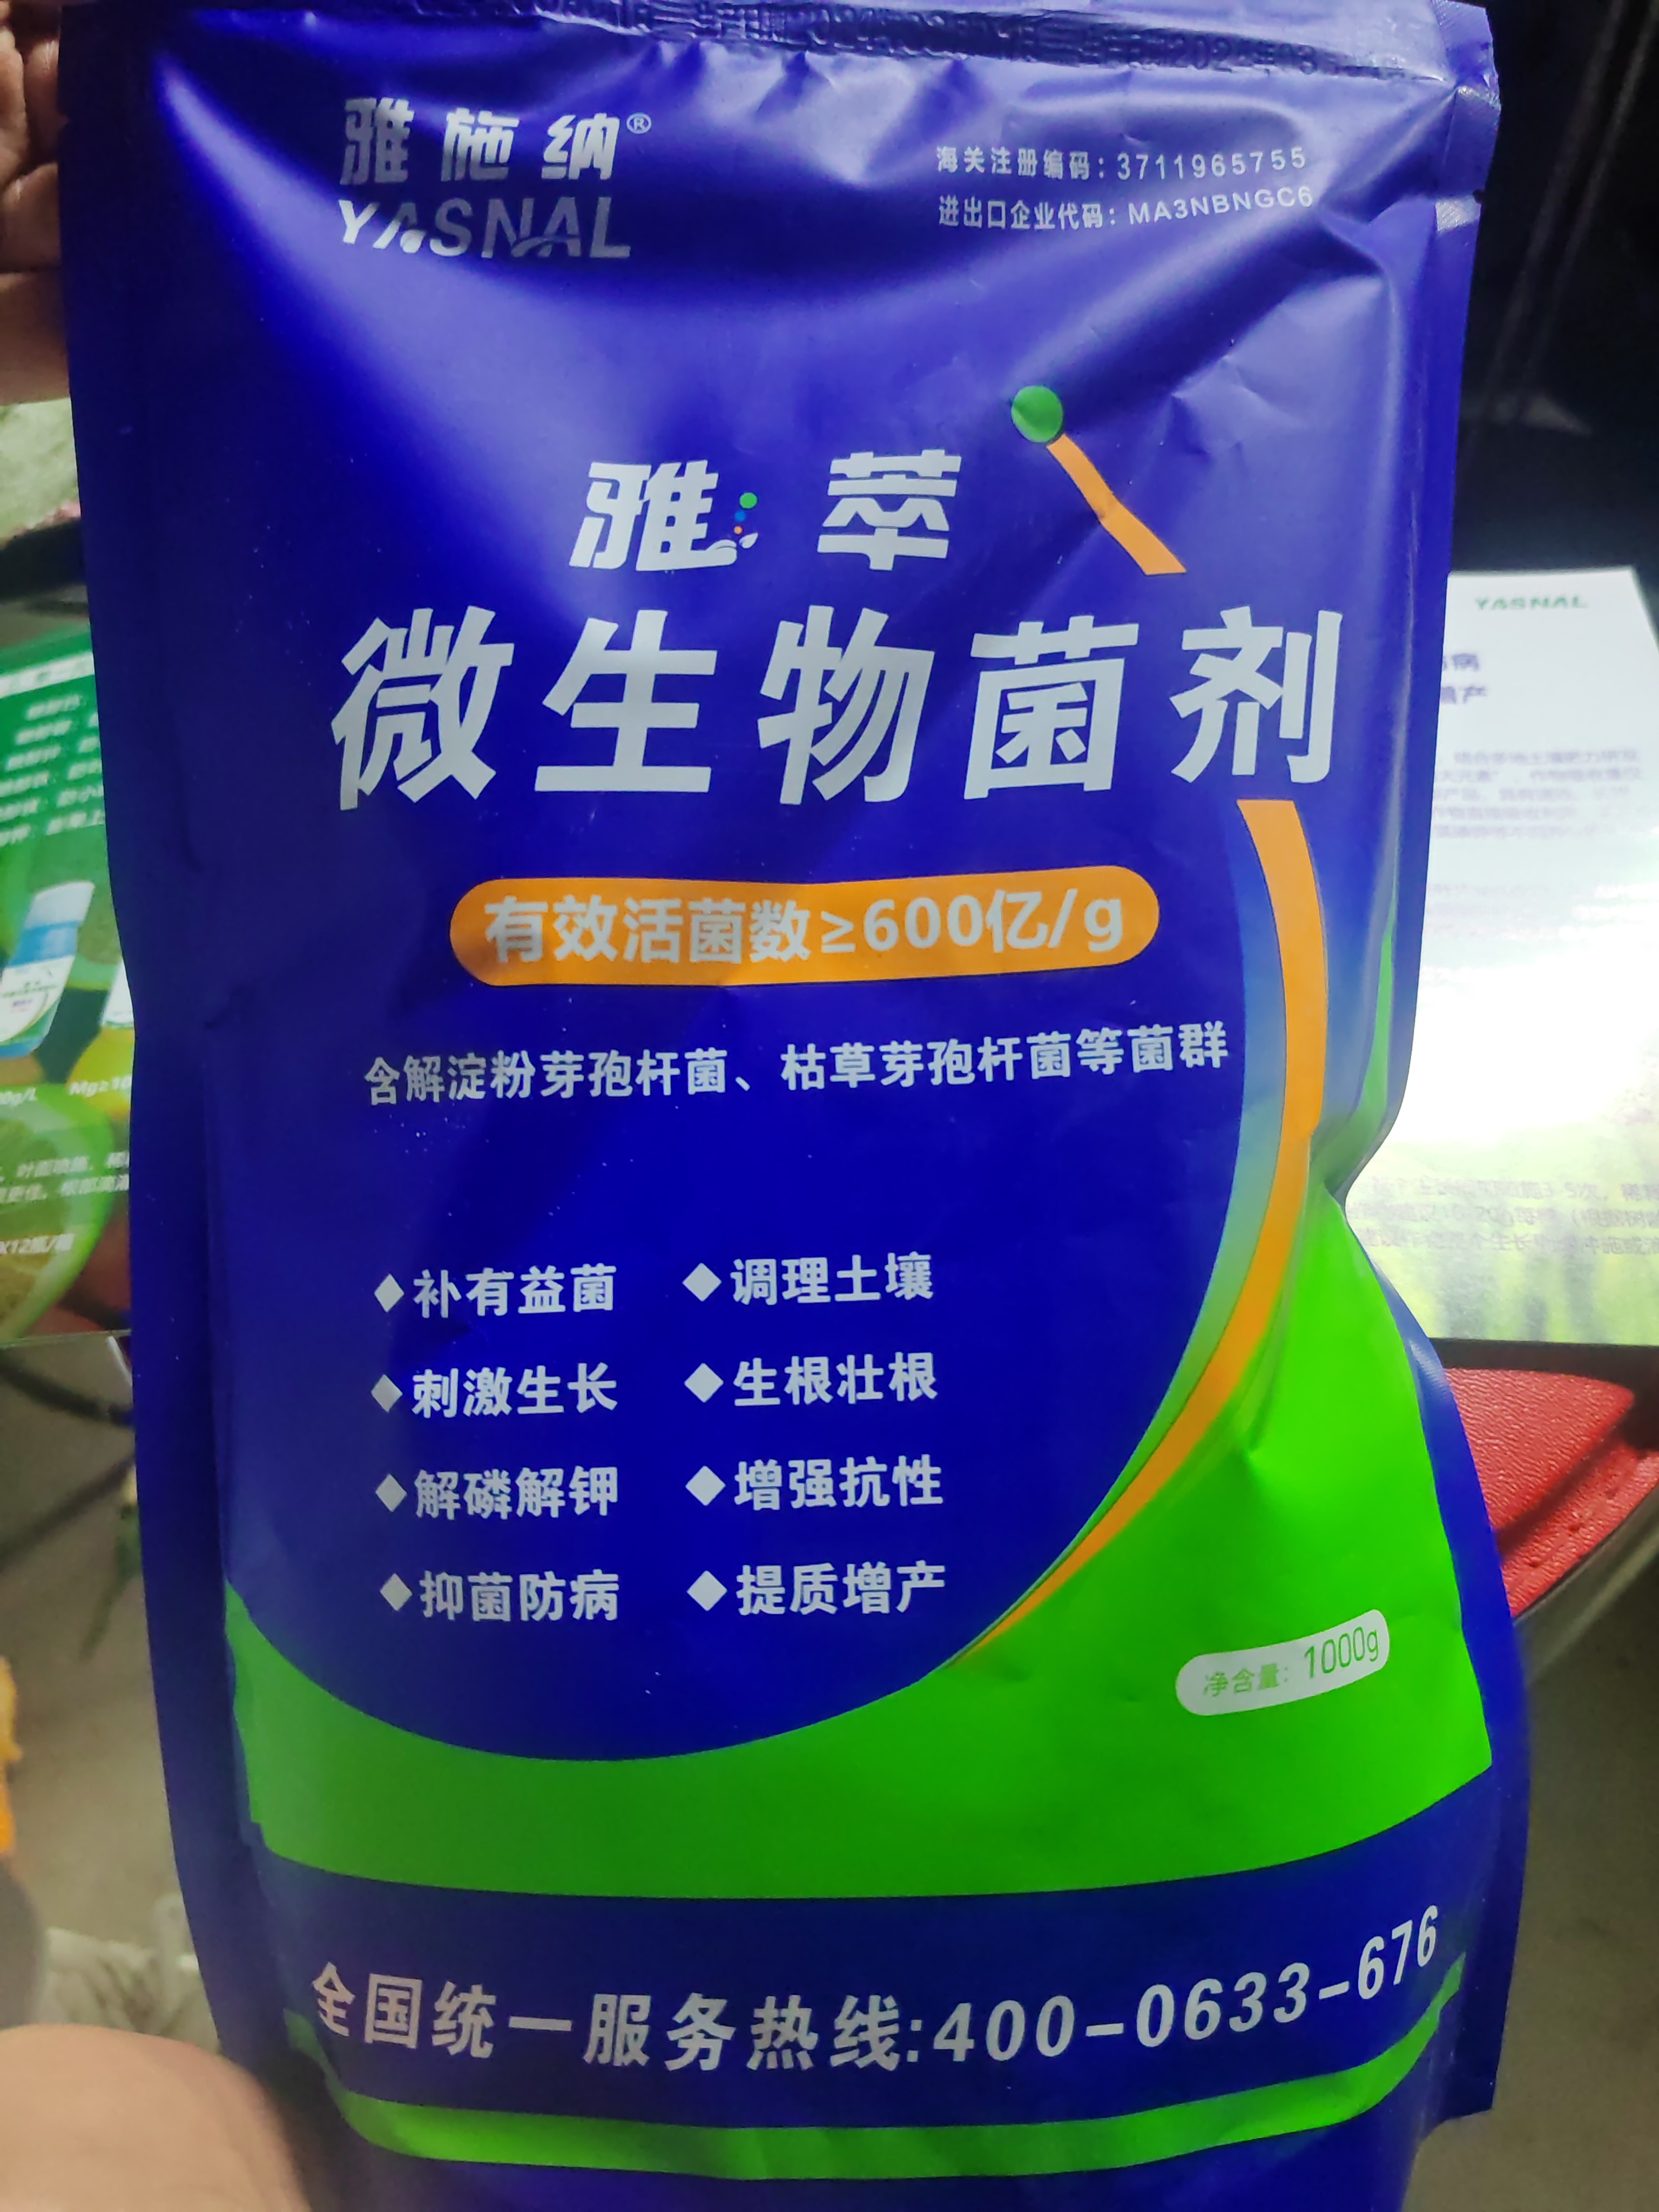 雅施纳®
YASNAL
海关注册编码：3711965755
进出口企业代码：MA3NBNGC6
雅萃
微生物菌剂
有效活菌数≥600亿/g
含解淀粉芽孢杆菌、枯草芽孢杆菌等菌群
◆补有益菌 ◆调理土壤
◆刺激生长 ◆生根壮根
◆解磷解钾 ◆增强抗性
◆抑菌防病 ◆提质增产
净含量：1000g
全国统一服务热线:400-0633-676
YASNAL